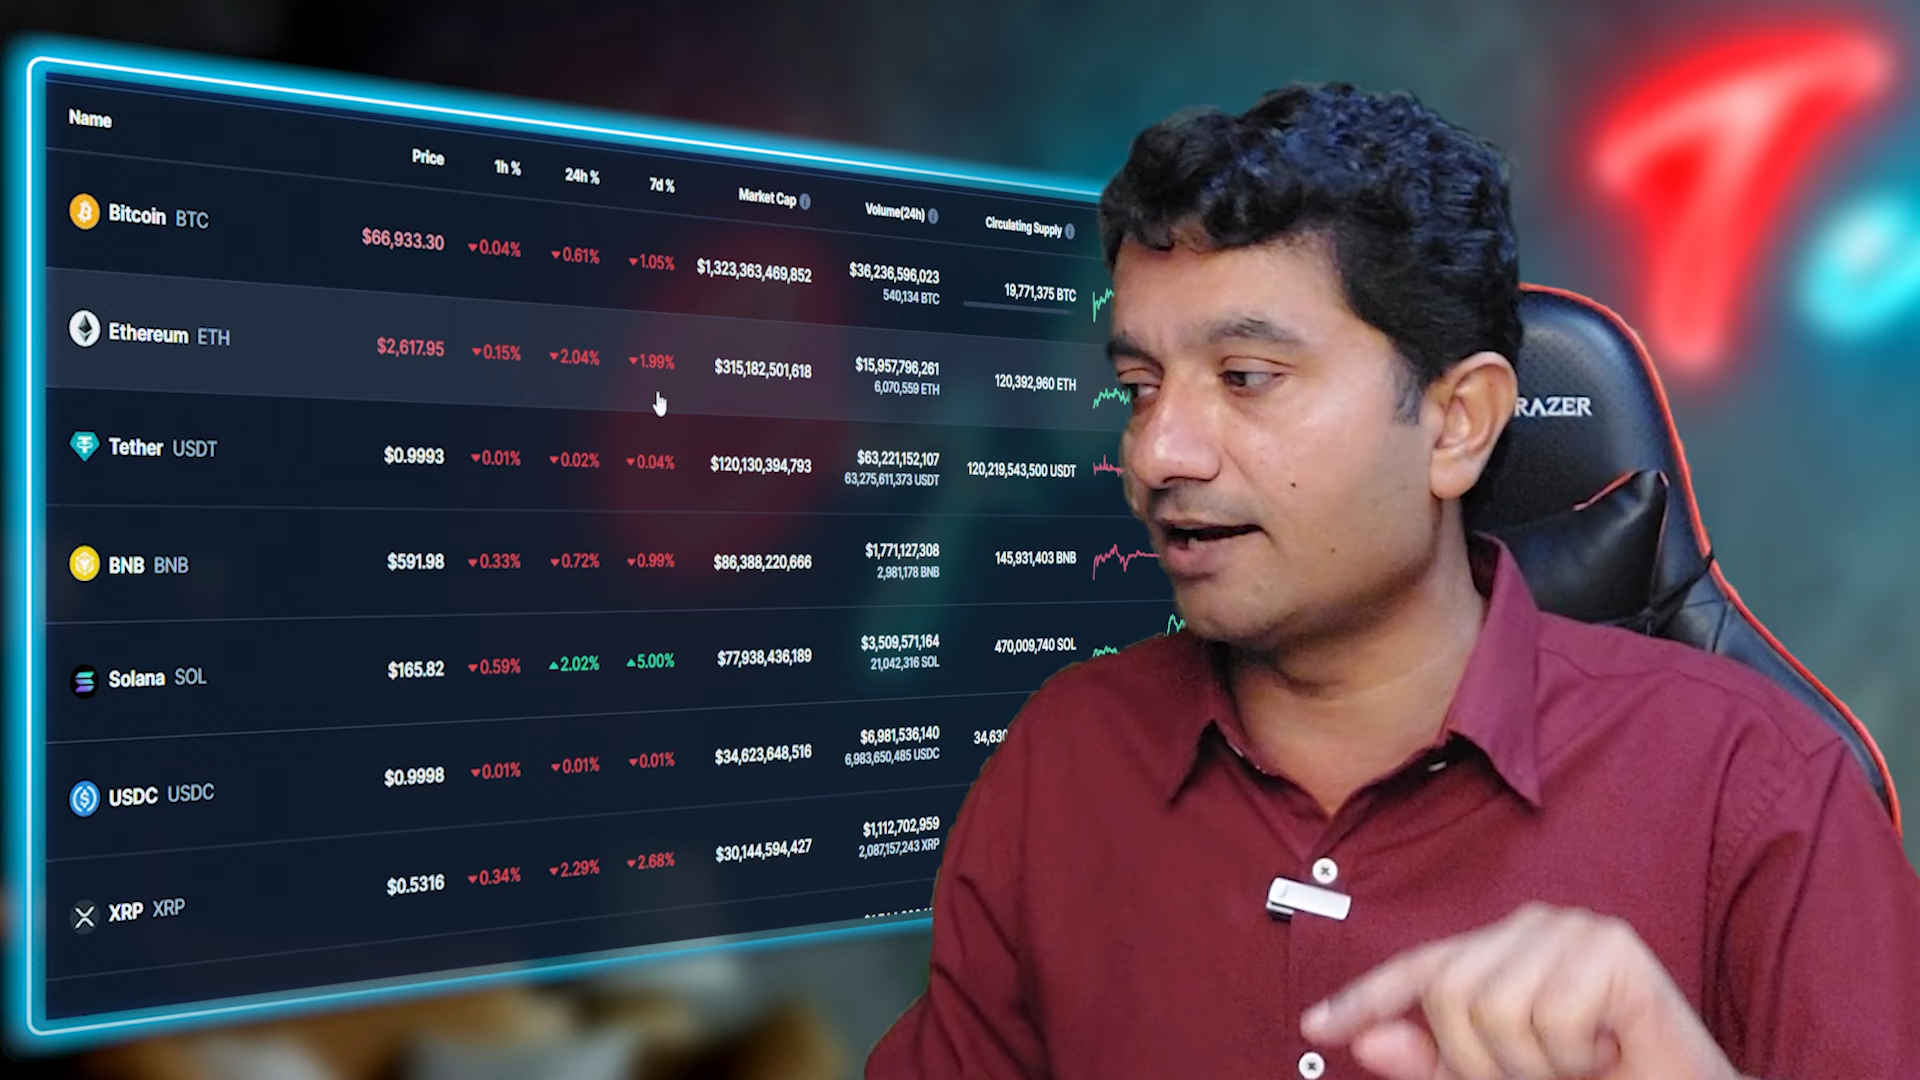 Name Price 1h % 24h % 7d % Market Cap Volume(24h) Circulating Supply
Bitcoin BTC $66,933.30 ▾0.04% ▾0.61% ▾1.05% $1,323,363,469,852 $36,236,596,023 19,771,375 BTC
540,134 BTC
Ethereum ETH $2,617.95 ▾0.15% ▾2.04% ▾1.99% $315,182,501,618 $15,957,796,261 120,392,960 ETH
6,070,559 ETH
Tether USDT $0.9993 ▾0.01% ▾0.02% ▾0.04% $120,130,394,793 $63,221,152,107 120,219,543,500 USDT
63,275,611,373 USDT
BNB BNB $591.98 ▾0.33% ▾0.72% ▾0.99% $86,388,220,666 $1,771,127,308 145,931,403 BNB
2,981,178 BNB
Solana SOL $165.82 ▾0.59% ▴2.02% ▴5.00% $77,938,436,189 $3,509,571,164 470,009,740 SOL
21,042,316 SOL
USDC USDC $0.9998 ▾0.01% ▾0.01% ▾0.01% $34,623,648,516 $6,981,536,140 34,630
6,983,650,485 USDC
XRP XRP $0.5316 ▾0.34% ▾2.29% ▾2.68% $30,144,594,427 $1,112,702,959
2,087,157,243 XRP
RAZER